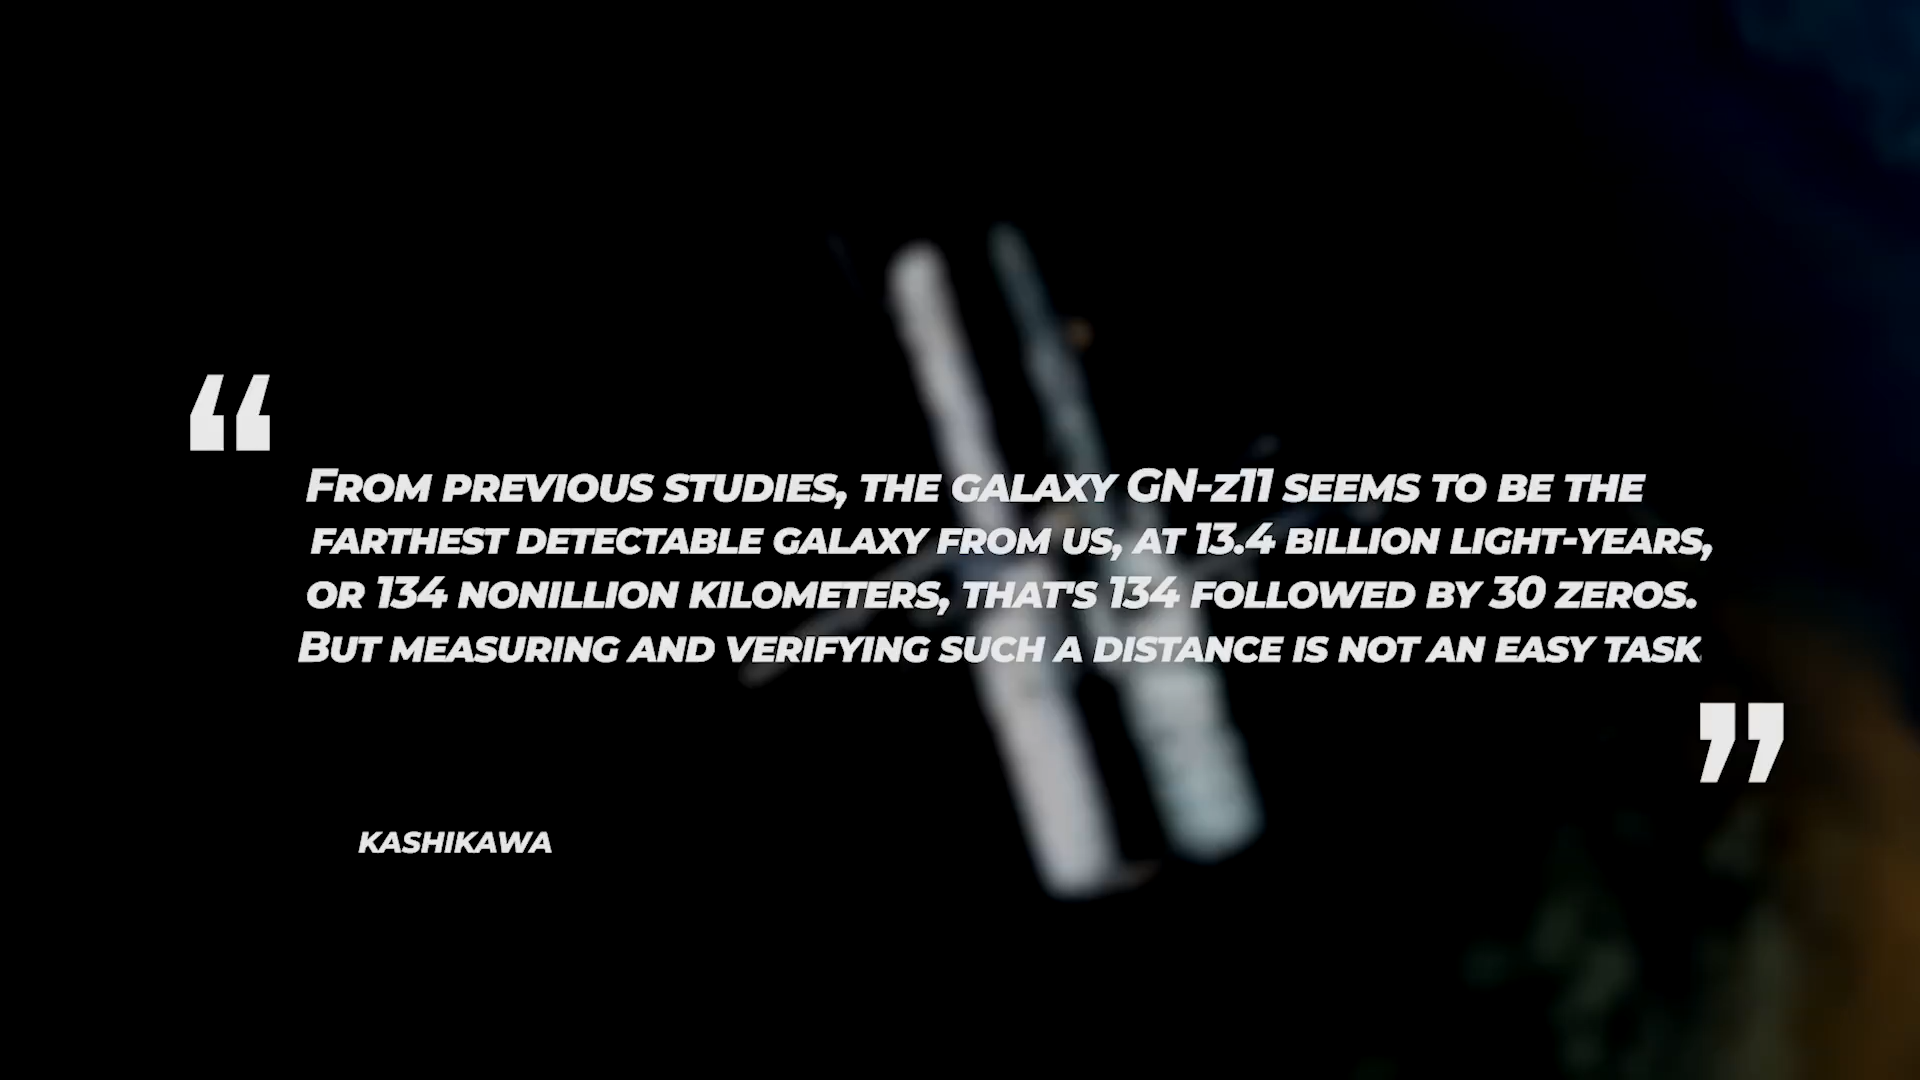 “
From previous studies, the galaxy GN-z11 seems to be the
farthest detectable galaxy from us, at 13.4 billion light-years,
or 134 nonillion kilometers, that's 134 followed by 30 zeros.
But measuring and verifying such a distance is not an easy task
”
Kashikawa